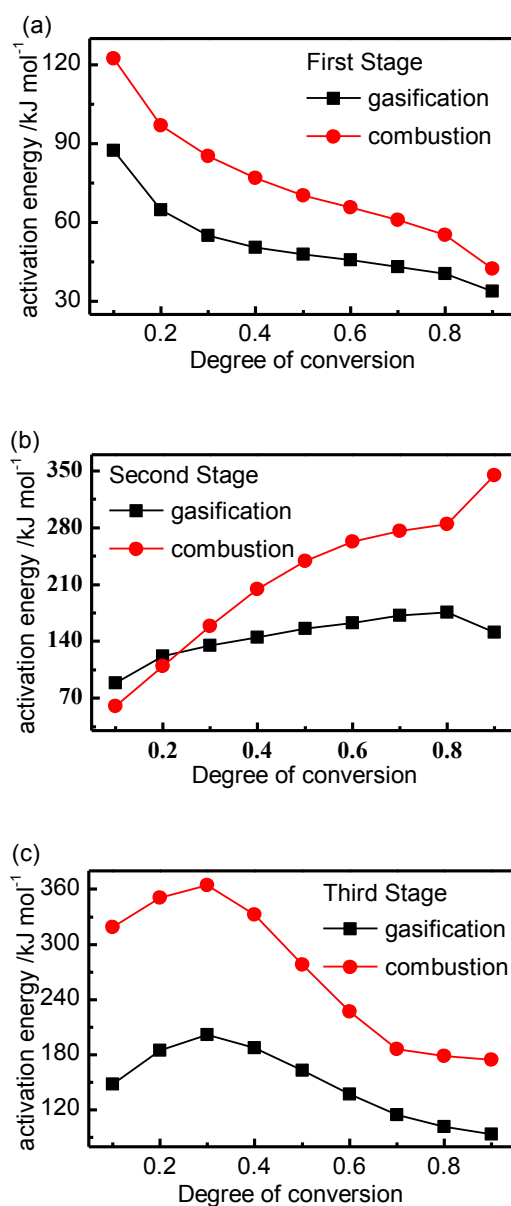 (a)
activation energy /kJ mol⁻¹
120
90
60
30
First Stage
gasification
combustion
0.2 0.4 0.6 0.8
Degree of conversion
(b)
activation energy /kJ mol⁻¹
350
280
210
140
70
Second Stage
gasification
combustion
0.2 0.4 0.6 0.8
Degree of conversion
(c)
activation energy /kJ mol⁻¹
360
300
240
180
120
Third Stage
gasification
combustion
0.2 0.4 0.6 0.8
Degree of conversion